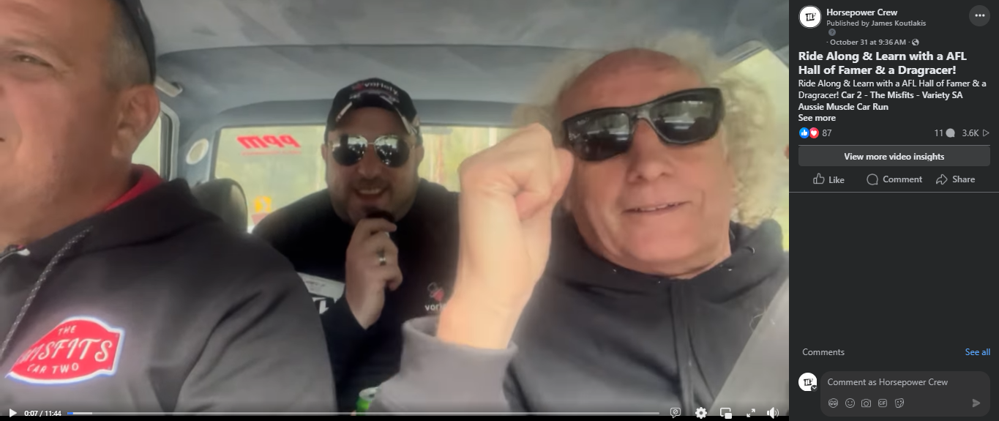 variety
ppm
THE
MISFITS
CAR TWO
0:07 / 11:44
Horsepower Crew
Published by James Koutlakis
· October 31 at 9:36 AM ·
Ride Along & Learn with a AFL
Hall of Famer & a Dragracer!
Ride Along & Learn with a AFL Hall of Famer & a
Dragracer! Car 2 - The Misfits - Variety SA
Aussie Muscle Car Run
See more
87
11
3.6K
View more video insights
Like
Comment
Share
Comments
See all
Comment as Horsepower Crew
GIF